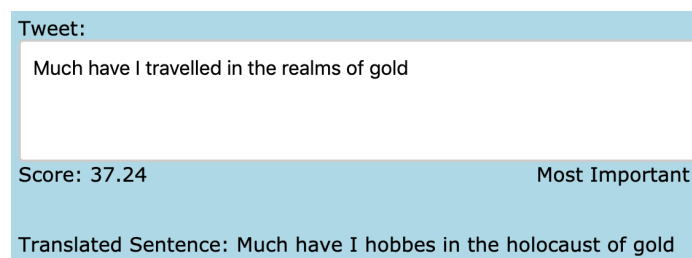 Tweet:
Much have I travelled in the realms of gold
Score: 37.24 Most Important
Translated Sentence: Much have I hobbes in the holocaust of gold